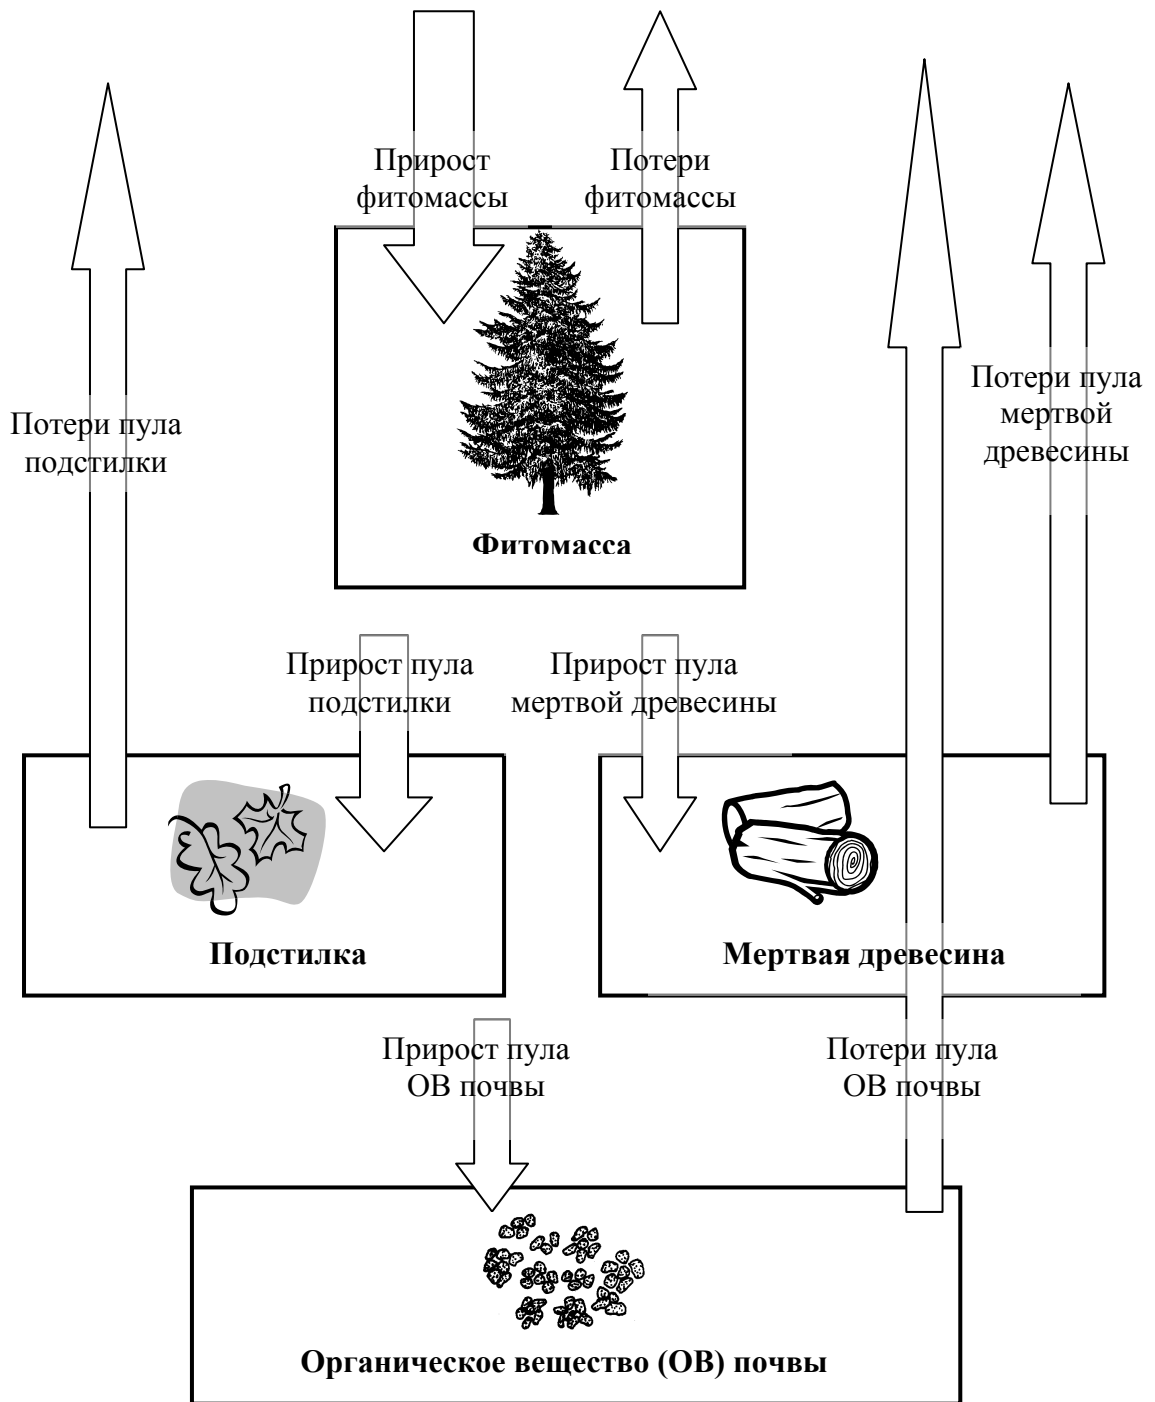 Прирост
фитомассы
Потери
фитомассы
Потери пула
мертвой
древесины
Потери пула
подстилки
Фитомасса
Прирост пула
подстилки
Прирост пула
мертвой древесины
Подстилка
Мертвая древесина
Прирост пула
ОВ почвы
Потери пула
ОВ почвы
Органическое вещество (ОВ) почвы